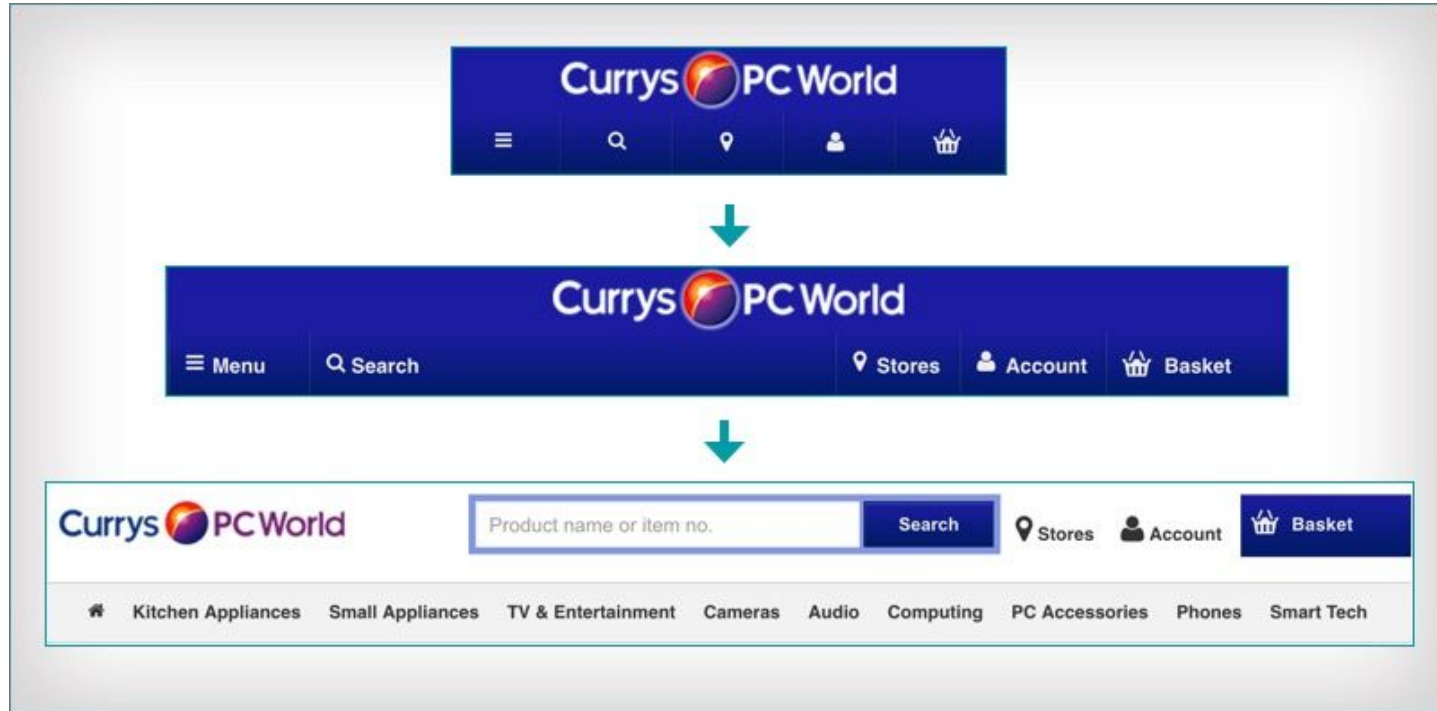 Currys PC World
Currys PC World
Menu Search Stores Account Basket
Currys PC World Product name or item no. Search Stores Account Basket
Kitchen Appliances Small Appliances TV & Entertainment Cameras Audio Computing PC Accessories Phones Smart Tech